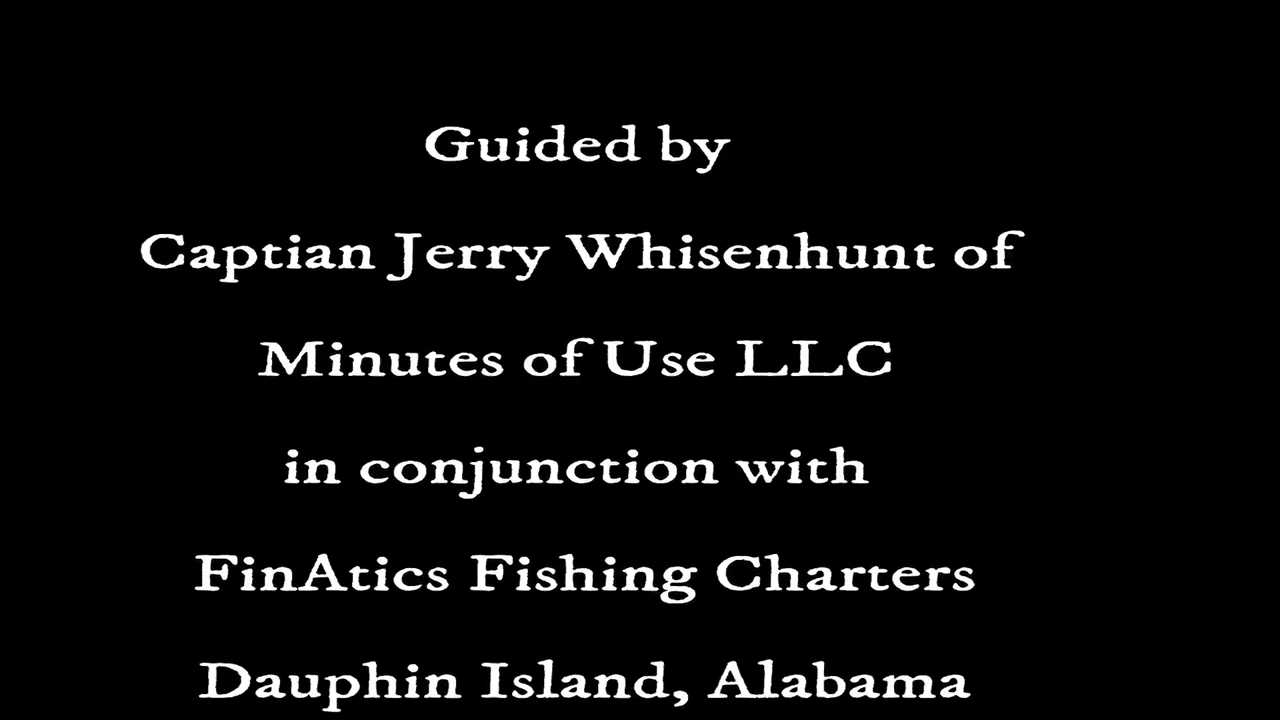 Guided by
Captian Jerry Whisenhunt of
Minutes of Use LLC
in conjunction with
FinAtics Fishing Charters
Dauphin Island, Alabama